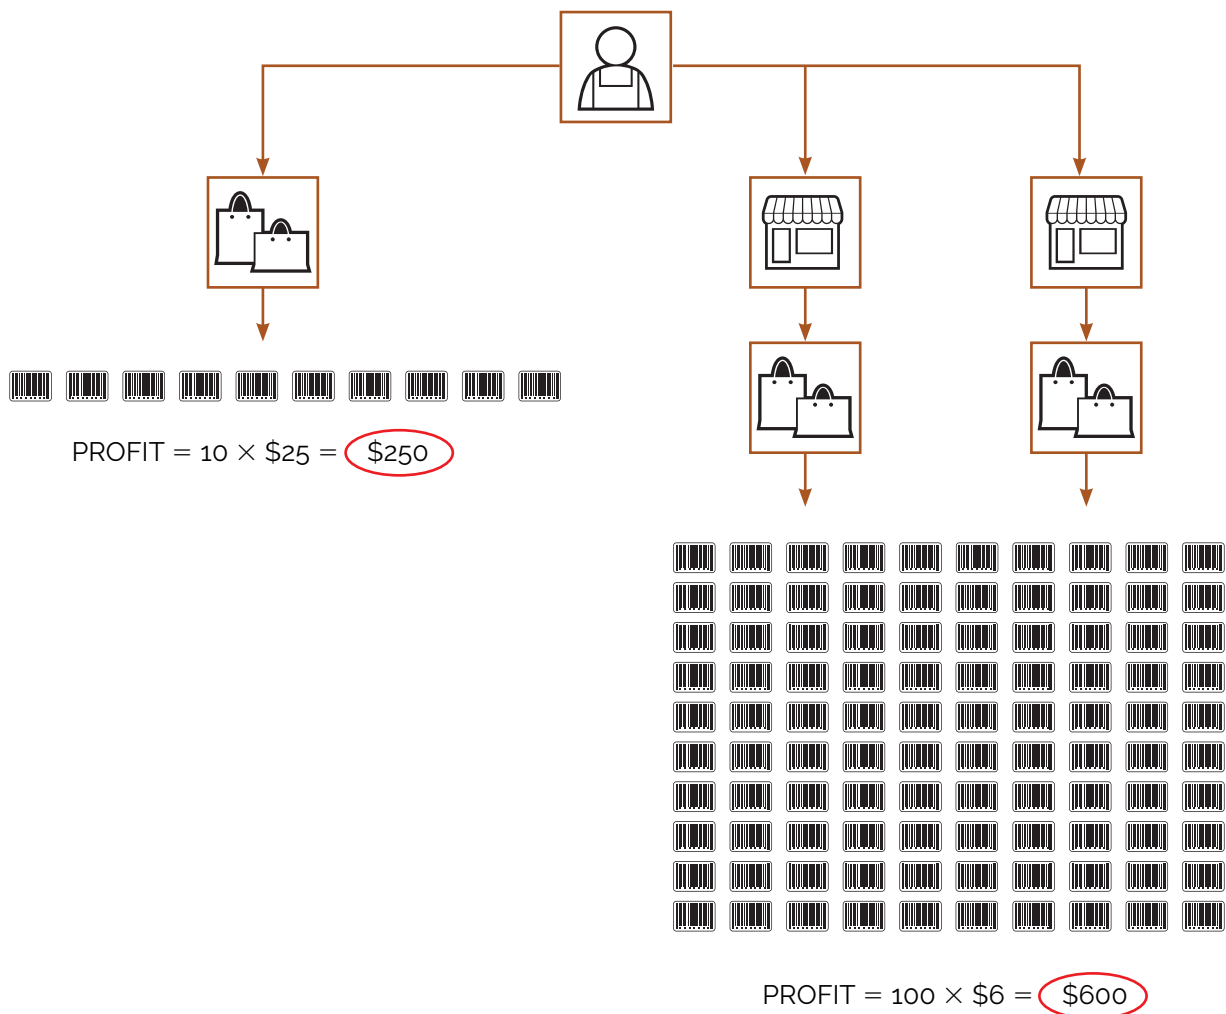 PROFIT = 10 × $25 = $250
PROFIT = 100 × $6 = $600